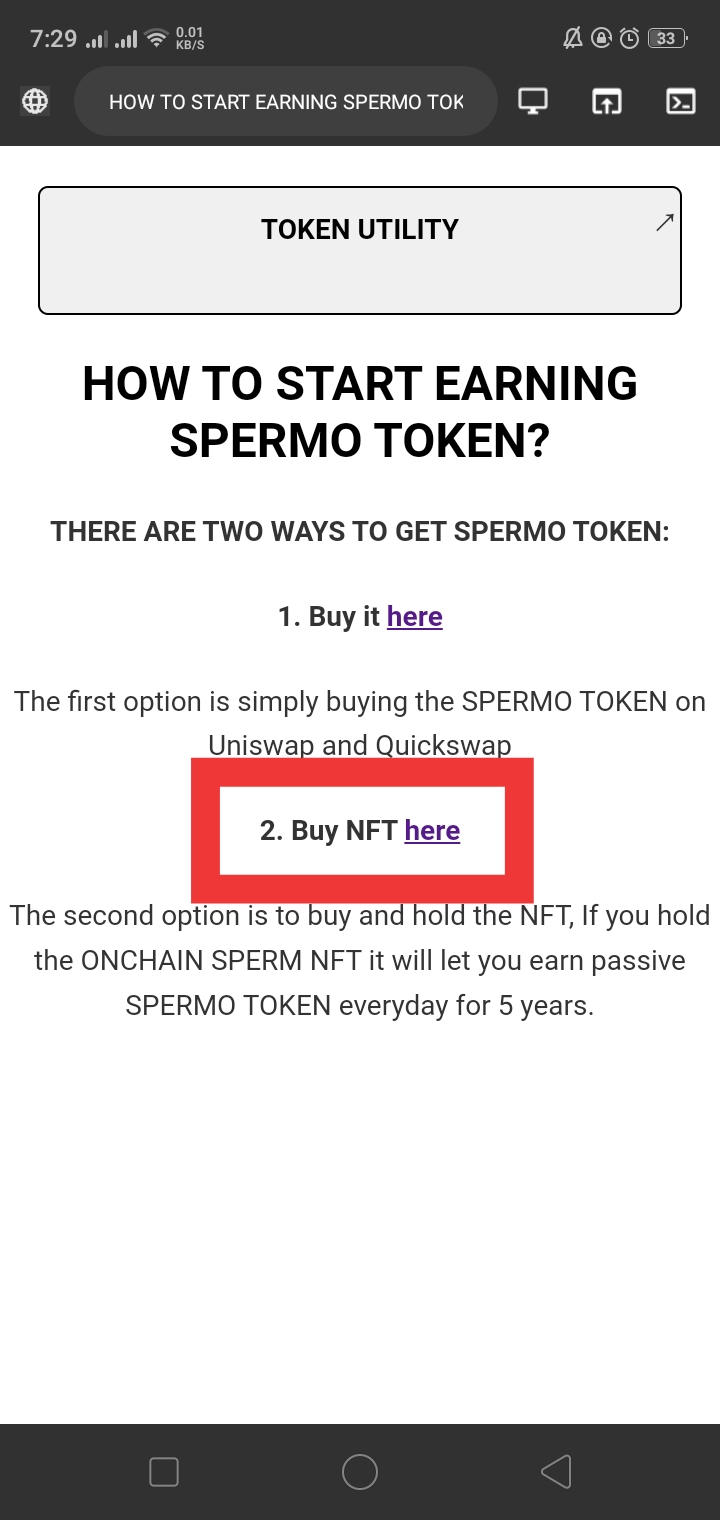 7:29 0.01 KB/S 33
HOW TO START EARNING SPERMO TOK
TOKEN UTILITY
HOW TO START EARNING
SPERMO TOKEN?
THERE ARE TWO WAYS TO GET SPERMO TOKEN:
1. Buy it here
The first option is simply buying the SPERMO TOKEN on
Uniswap and Quickswap
2. Buy NFT here
The second option is to buy and hold the NFT, If you hold
the ONCHAIN SPERM NFT it will let you earn passive
SPERMO TOKEN everyday for 5 years.